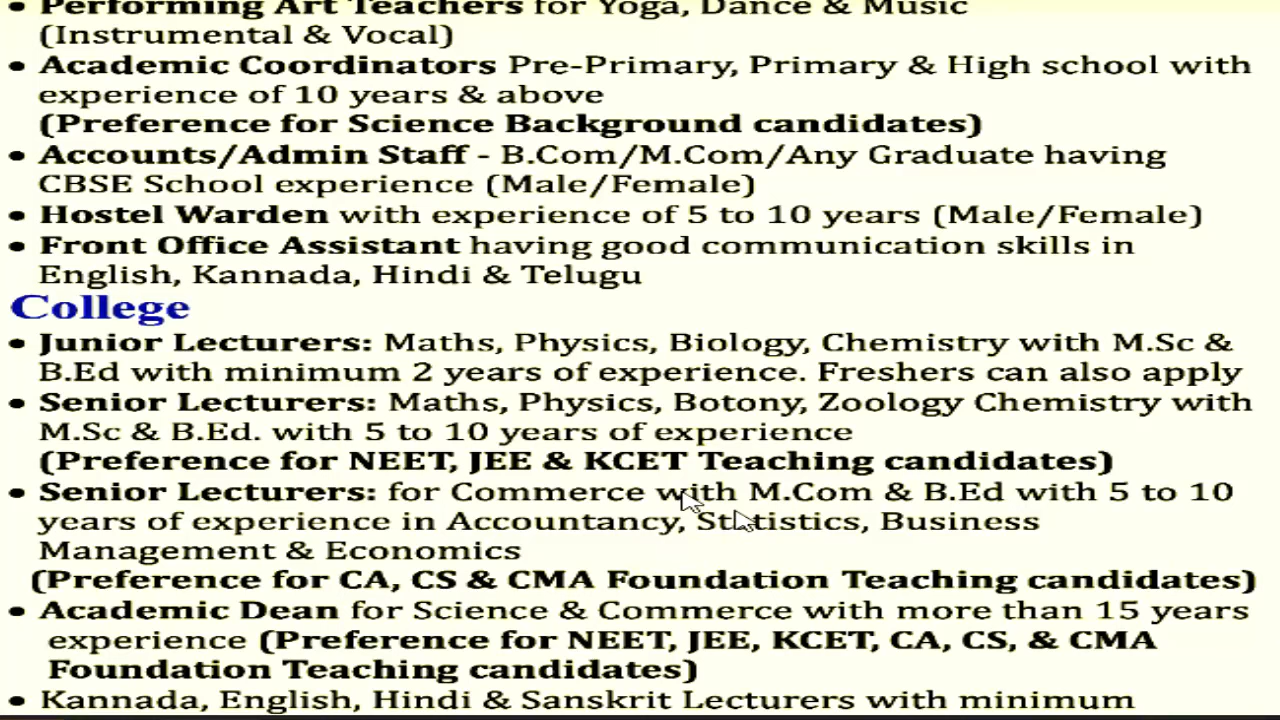 • Performing Art Teachers for Yoga, Dance & Music
(Instrumental & Vocal)
• Academic Coordinators Pre-Primary, Primary & High school with
experience of 10 years & above
(Preference for Science Background candidates)
• Accounts/Admin Staff - B.Com/M.Com/Any Graduate having
CBSE School experience (Male/Female)
• Hostel Warden with experience of 5 to 10 years (Male/Female)
• Front Office Assistant having good communication skills in
English, Kannada, Hindi & Telugu
College
• Junior Lecturers: Maths, Physics, Biology, Chemistry with M.Sc &
B.Ed with minimum 2 years of experience. Freshers can also apply
• Senior Lecturers: Maths, Physics, Botony, Zoology Chemistry with
M.Sc & B.Ed. with 5 to 10 years of experience
(Preference for NEET, JEE & KCET Teaching candidates)
• Senior Lecturers: for Commerce with M.Com & B.Ed with 5 to 10
years of experience in Accountancy, Statistics, Business
Management & Economics
(Preference for CA, CS & CMA Foundation Teaching candidates)
• Academic Dean for Science & Commerce with more than 15 years
experience (Preference for NEET, JEE, KCET, CA, CS, & CMA
Foundation Teaching candidates)
• Kannada, English, Hindi & Sanskrit Lecturers with minimum